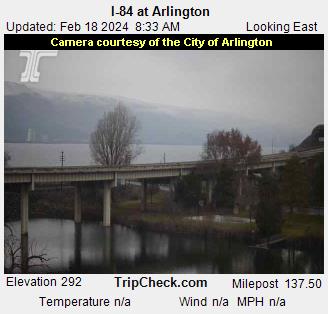 I-84 at Arlington
Updated: Feb 18 2024 8:33 AM Looking East
Camera courtesy of the City of Arlington
Elevation 292 TripCheck.com Milepost 137.50
Temperature n/a Wind n/a MPH n/a